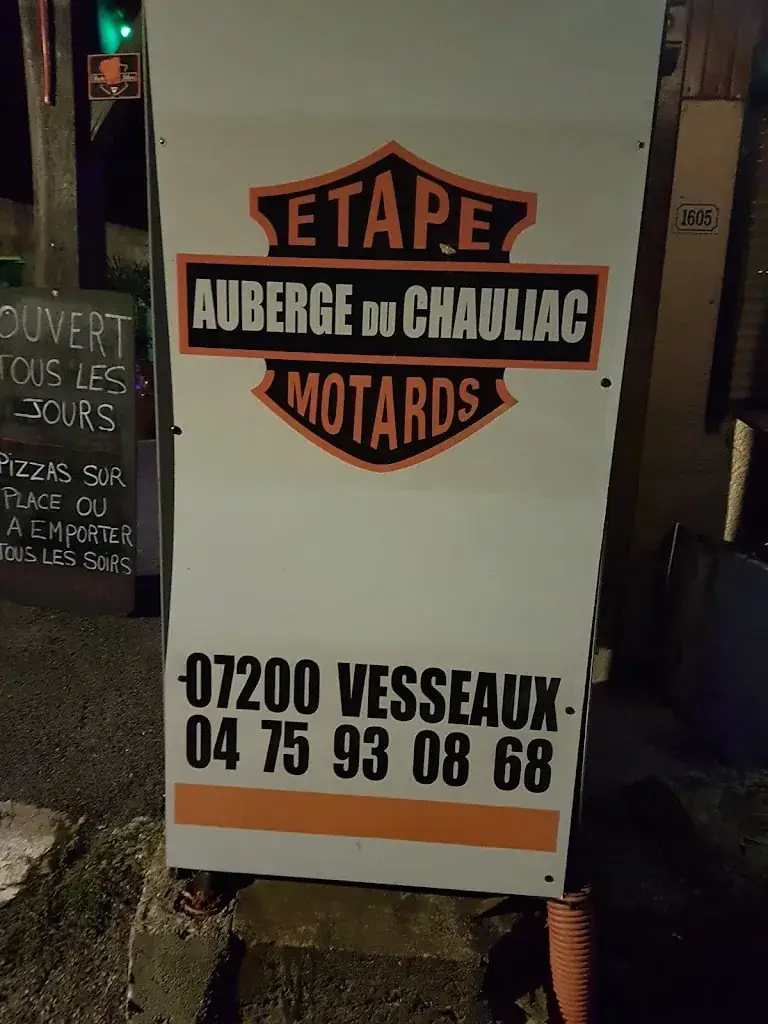 ETAPE
AUBERGE DU CHAULIAC
MOTARDS
07200 VESSEAUX
04 75 93 08 68
OUVERT
TOUS LES
JOURS
PIZZAS SUR
PLACE OU
A EMPORTER
TOUS LES SOIRS
1605